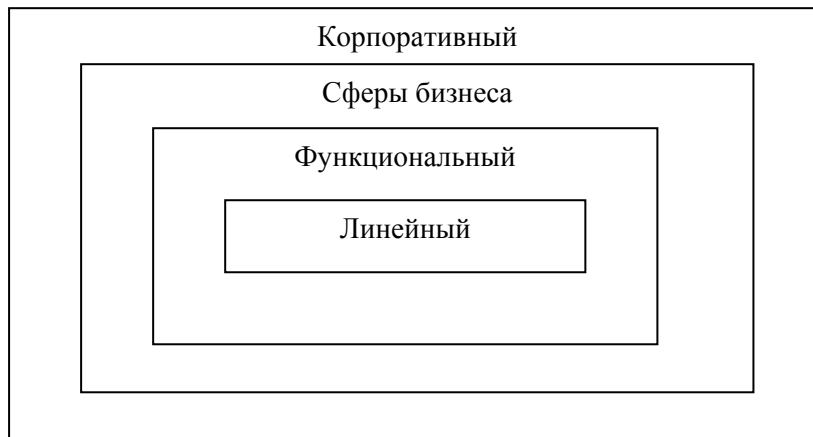 Корпоративный
Сферы бизнеса
Функциональный
Линейный